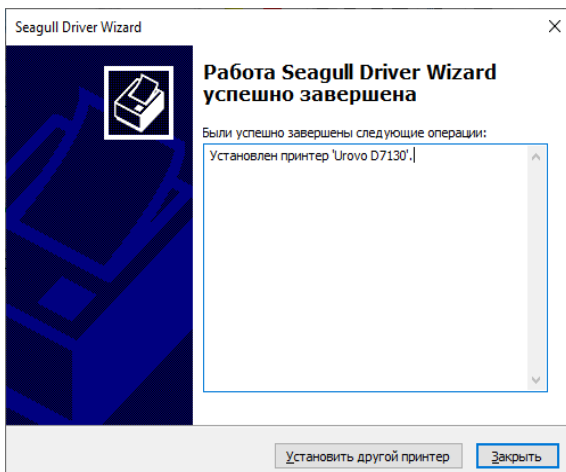 Seagull Driver Wizard
Работа Seagull Driver Wizard
успешно завершена
Были успешно завершены следующие операции:
Установлен принтер 'Urovo D7130'.
Установить другой принтер
Закрыть